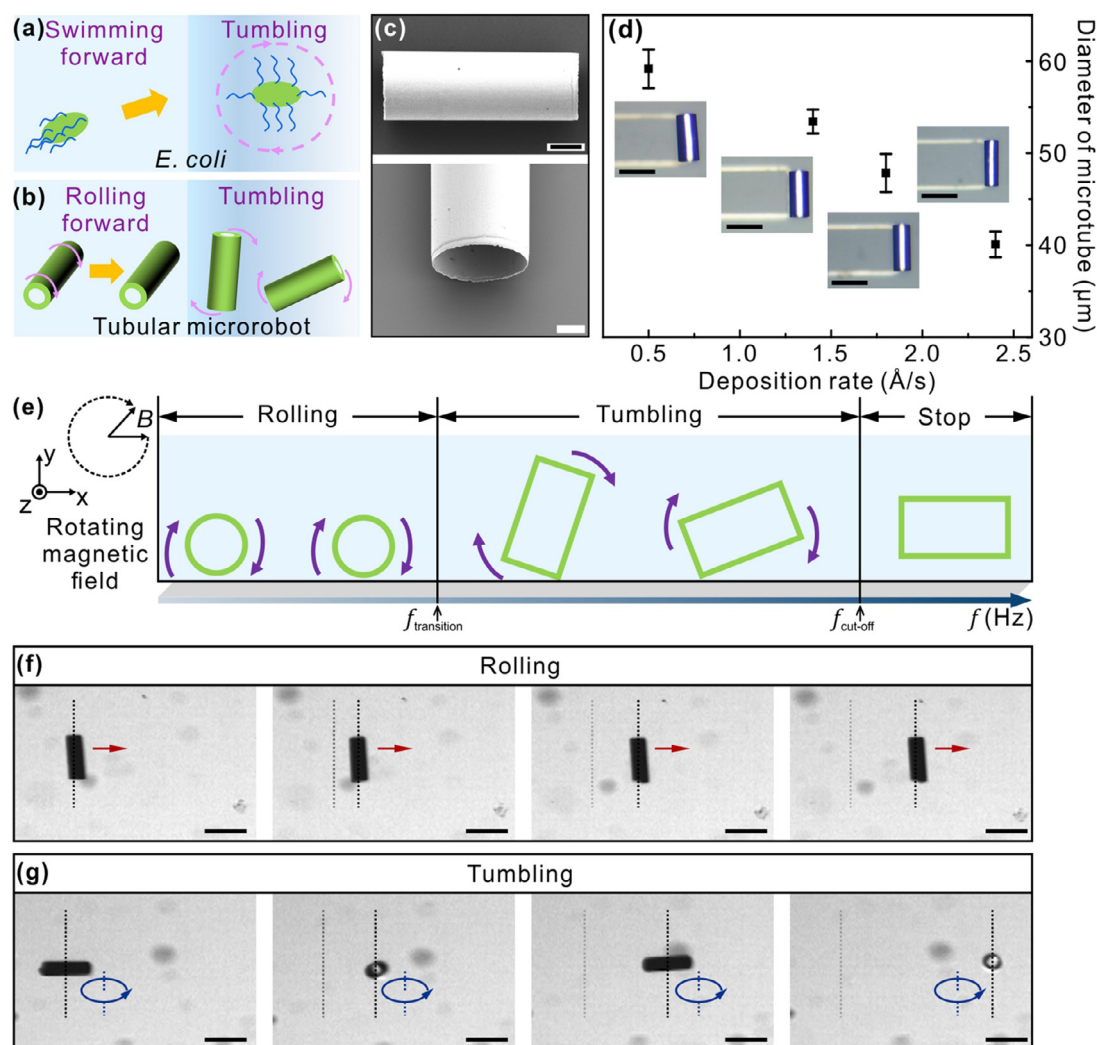 (a)
Swimming
forward
Tumbling
E. coli
(b)
Rolling
forward
Tumbling
Tubular microrobot
(c)
(d)
60
50
40
30
Diameter of microtube (μm)
0.5
1.0
1.5
2.0
2.5
Deposition rate (Å/s)
(e)
B
y
z
x
Rotating
magnetic
field
Rolling
Tumbling
Stop
ftransition
fcut-off
f (Hz)
(f)
Rolling
(g)
Tumbling